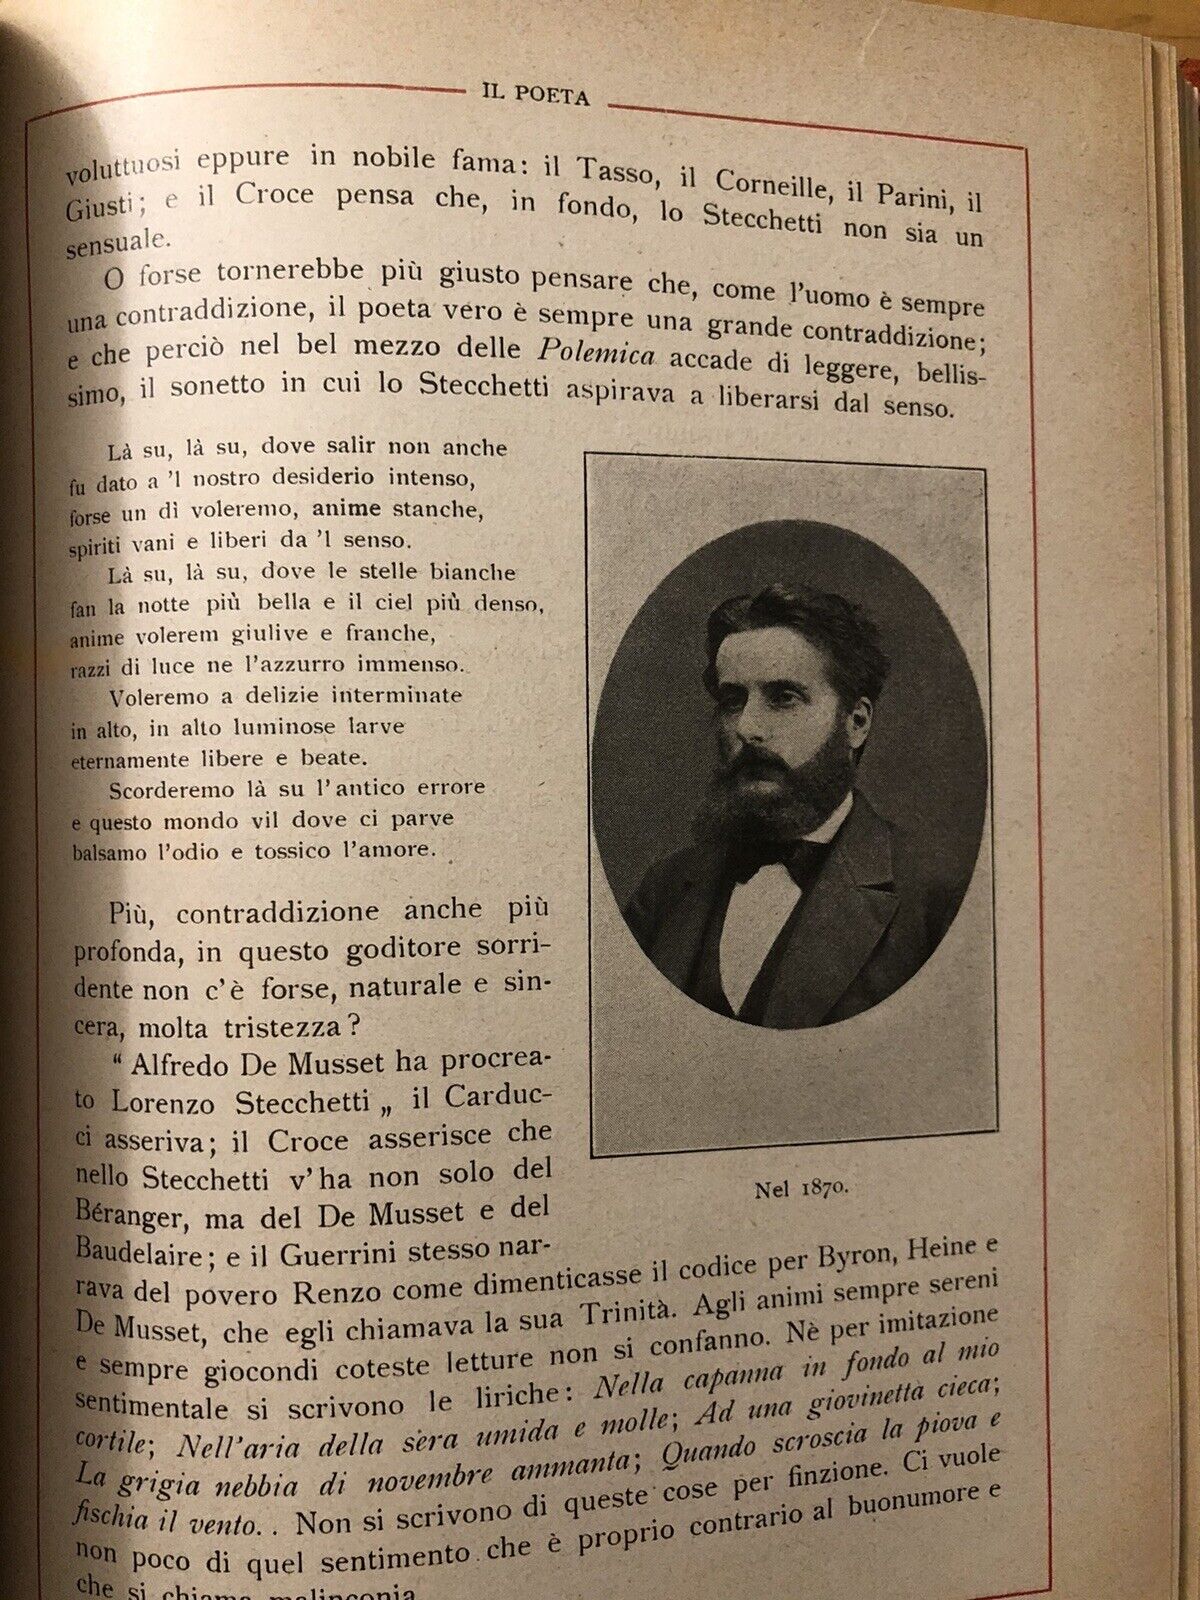 IL POETA
voluttuosi eppure in nobile fama: il Tasso, il Corneille, il Parini, il
Giusti; e il Croce pensa che, in fondo, lo Stecchetti non sia un
sensuale.
O forse tornerebbe più giusto pensare che, come l'uomo è sempre
una contraddizione, il poeta vero è sempre una grande contraddizione;
e che perciò nel bel mezzo delle Polemica accade di leggere, bellis-
simo, il sonetto in cui lo Stecchetti aspirava a liberarsi dal senso.
Là su, là su, dove salir non anche
fu dato a 'l nostro desiderio intenso,
forse un dì voleremo, anime stanche,
spiriti vani e liberi da 'l senso.
Là su, là su, dove le stelle bianche
fan la notte più bella e il ciel più denso,
anime volerem giulive e franche,
razzi di luce ne l'azzurro immenso.
Voleremo a delizie interminate
in alto, in alto luminose larve
eternamente libere e beate.
Scorderemo là su l'antico errore
e questo mondo vil dove ci parve
balsamo l'odio e tossico l'amore.
Più, contraddizione anche più
profonda, in questo goditore sorri-
dente non c'è forse, naturale e sin-
cera, molta tristezza?
“ Alfredo De Musset ha procrea-
to Lorenzo Stecchetti „ il Carduc-
ci asseriva; il Croce asserisce che
nello Stecchetti v'ha non solo del
Béranger, ma del De Musset e del
Baudelaire; e il Guerrini stesso nar-
rava del povero Renzo come dimenticasse il codice per Byron, Heine e
De Musset, che egli chiamava la sua Trinità. Agli animi sempre sereni
e sempre giocondi coteste letture non si confanno. Nè per imitazione
sentimentale si scrivono le liriche: Nella capanna in fondo al mio
cortile; Nell'aria della sera umida e molle; Ad una giovinetta cieca;
La grigia nebbia di novembre ammanta; Quando scroscia la piova e
fischia il vento. . Non si scrivono di queste cose per finzione. Ci vuole
non poco di quel sentimento che è proprio contrario al buonumore e
che si chiama malinconia.
Nel 1870.